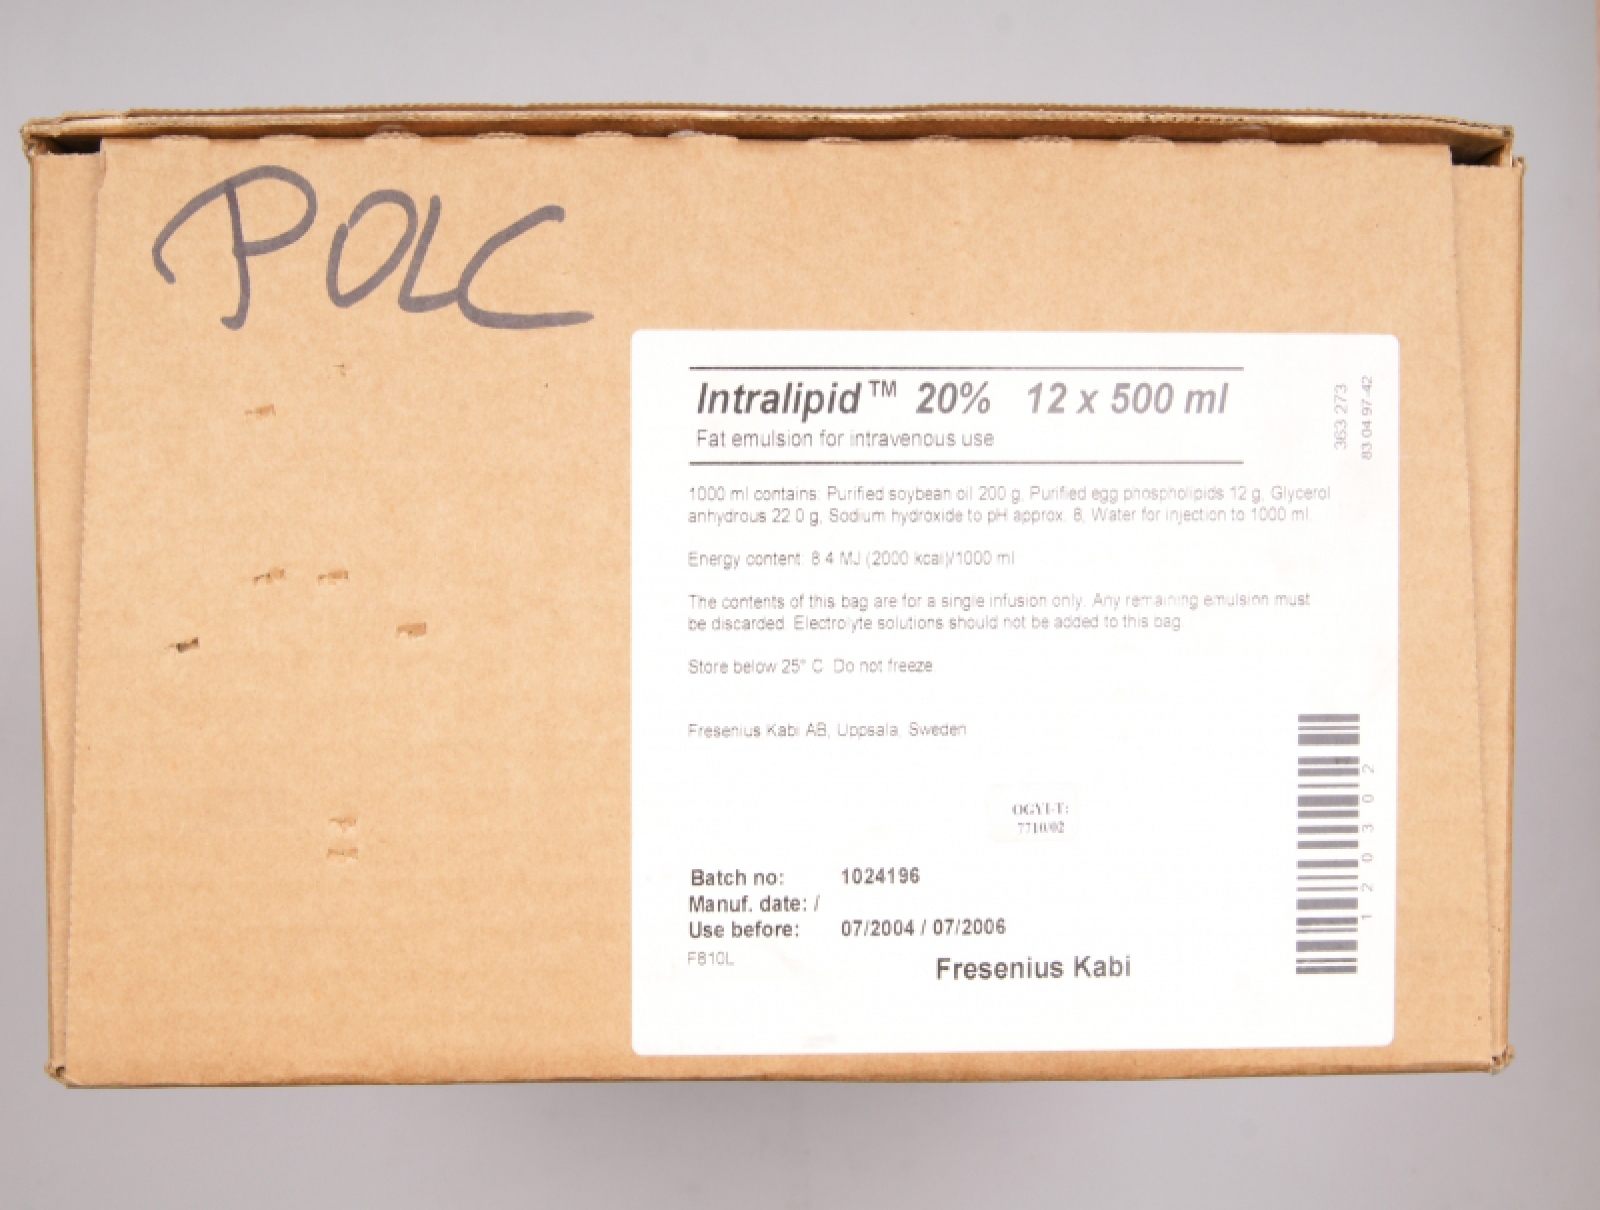 POLC
Intralipid™ 20% 12 x 500 ml
Fat emulsion for intravenous use
363 273
83 04 97-42
1000 ml contains: Purified soybean oil 200 g, Purified egg phospholipids 12 g, Glycerol
anhydrous 22.0 g, Sodium hydroxide to pH approx. 8, Water for injection to 1000 ml.
Energy content: 8.4 MJ (2000 kcal)/1000 ml
The contents of this bag are for a single infusion only. Any remaining emulsion must
be discarded. Electrolyte solutions should not be added to this bag.
Store below 25° C. Do not freeze.
Fresenius Kabi AB, Uppsala, Sweden
OGYI-T:
7710/02
Batch no: 1024196
Manuf. date: /
Use before: 07/2004 / 07/2006
F810L
Fresenius Kabi
120302